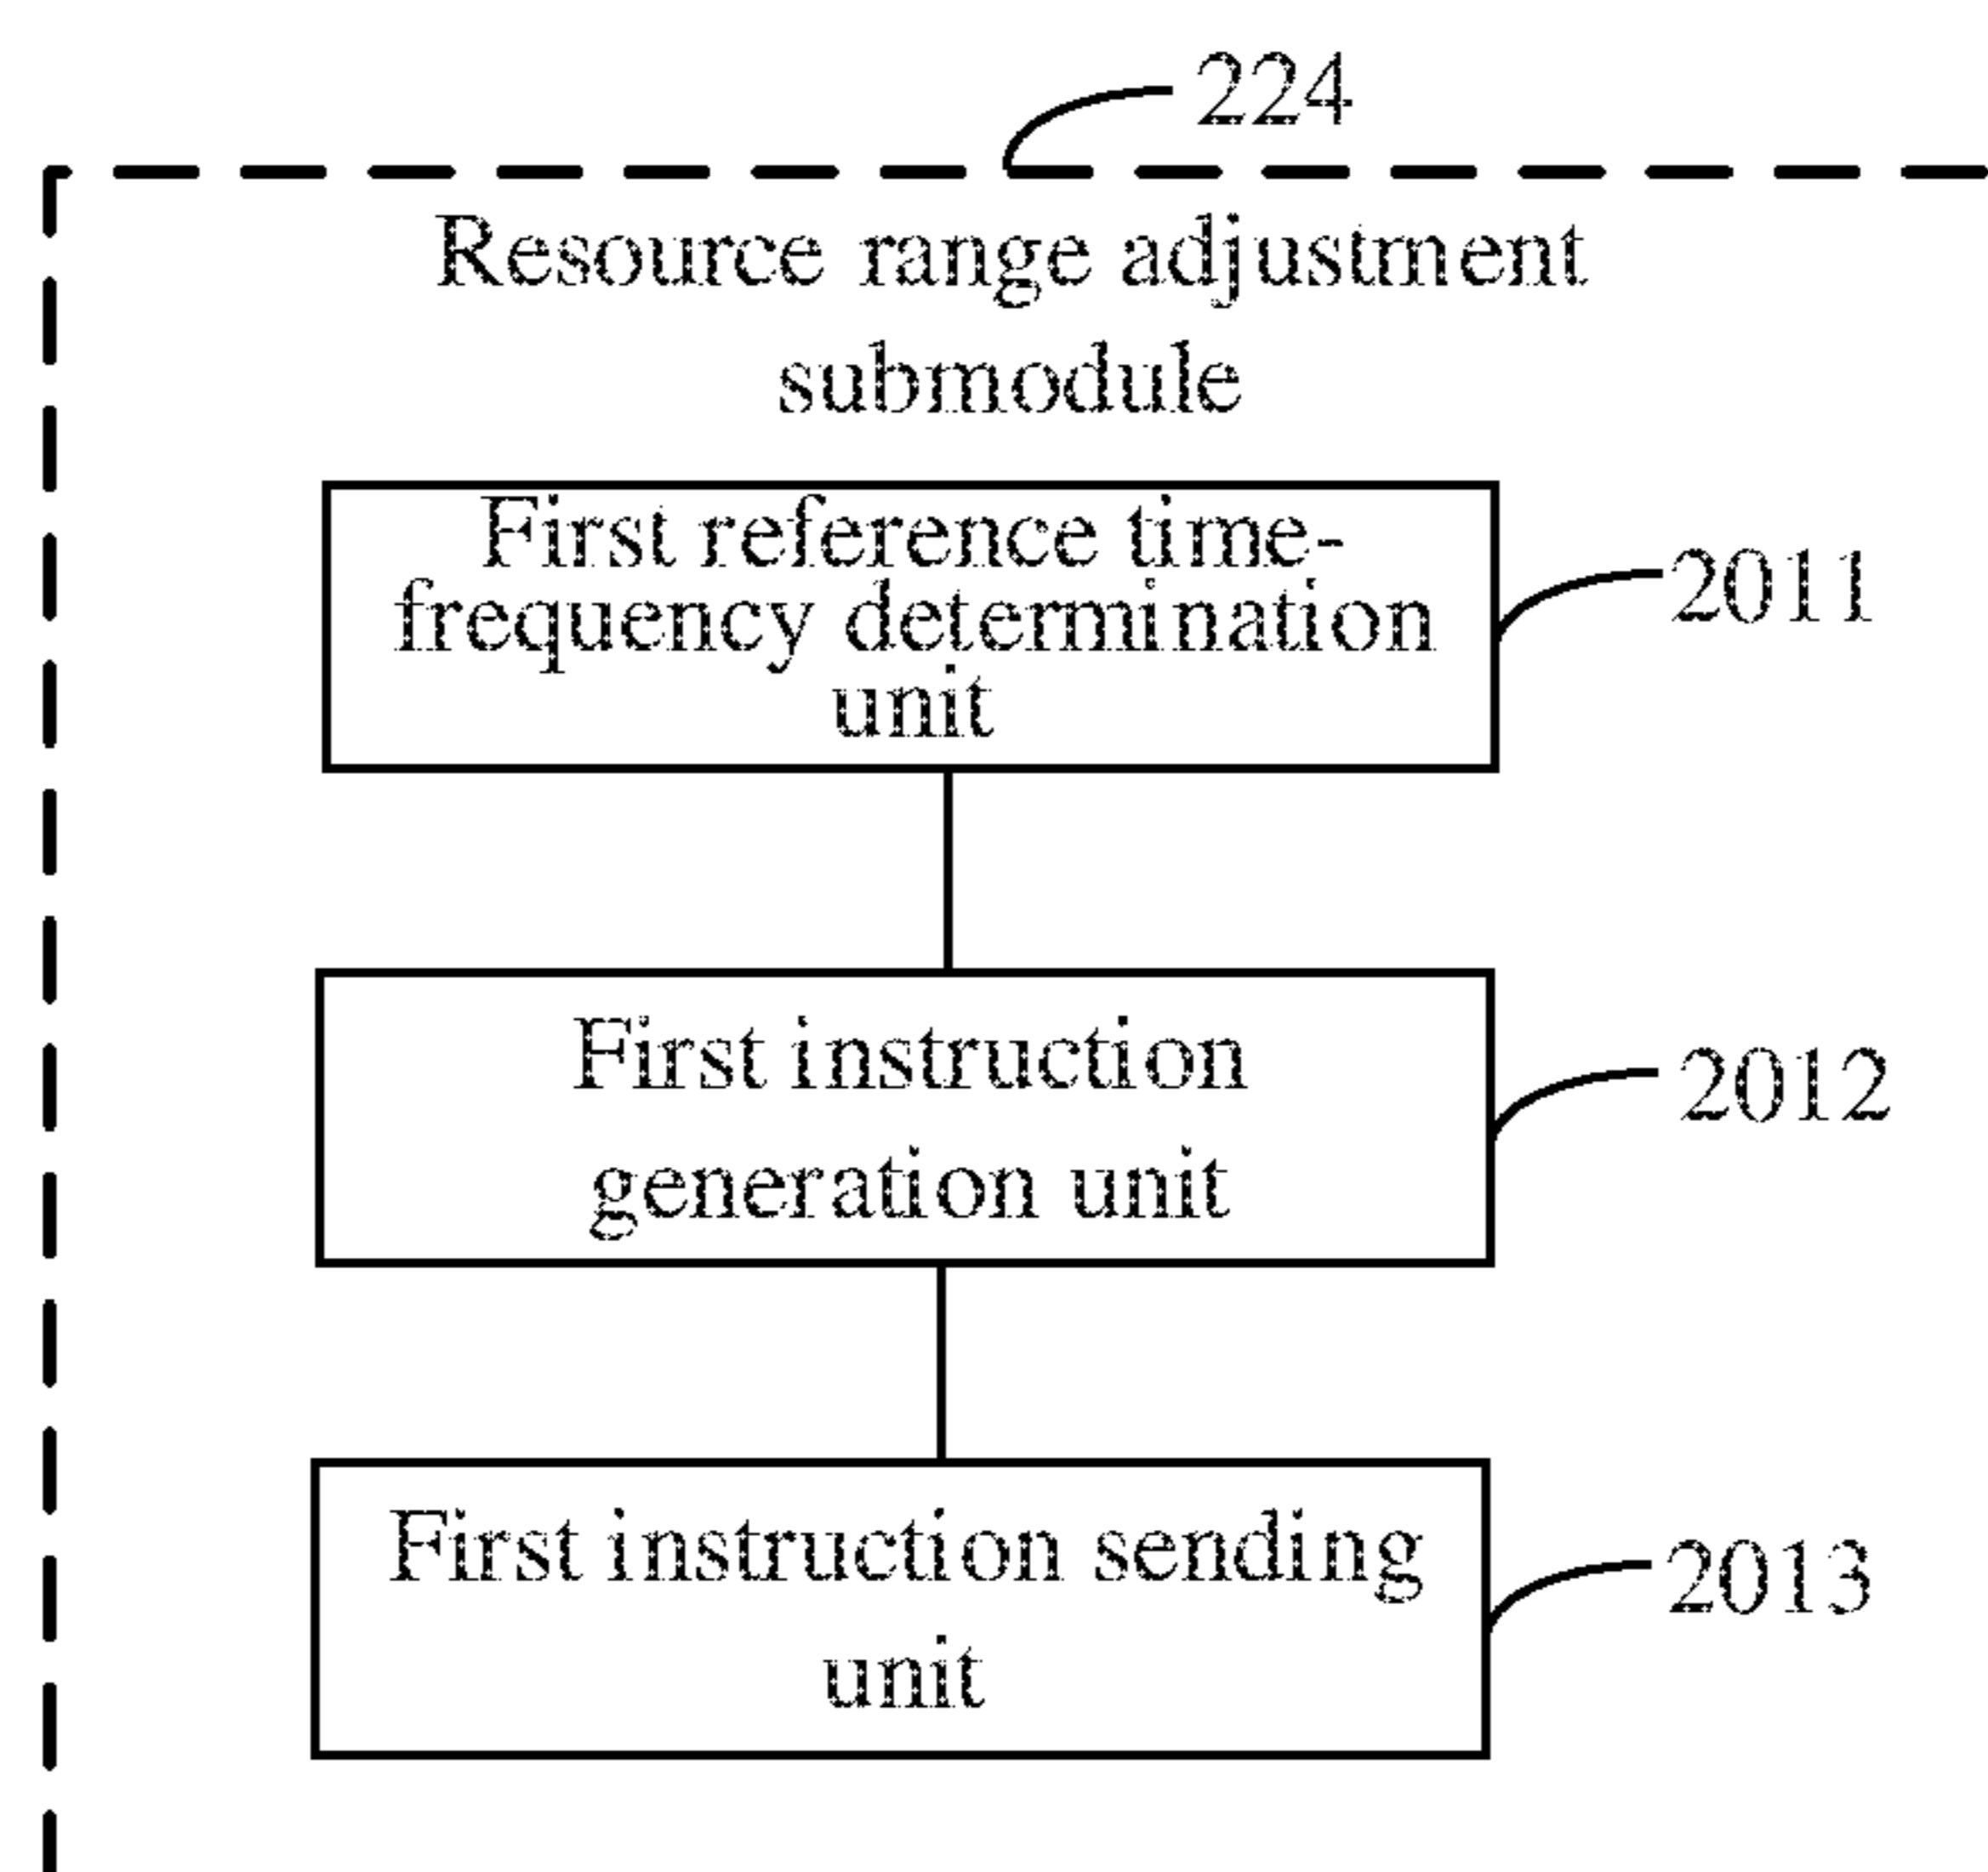 224
Resource range adjustment
submodule
First reference time-
frequency determination
unit
2011
First instruction
generation unit
2012
First instruction sending
unit
2013